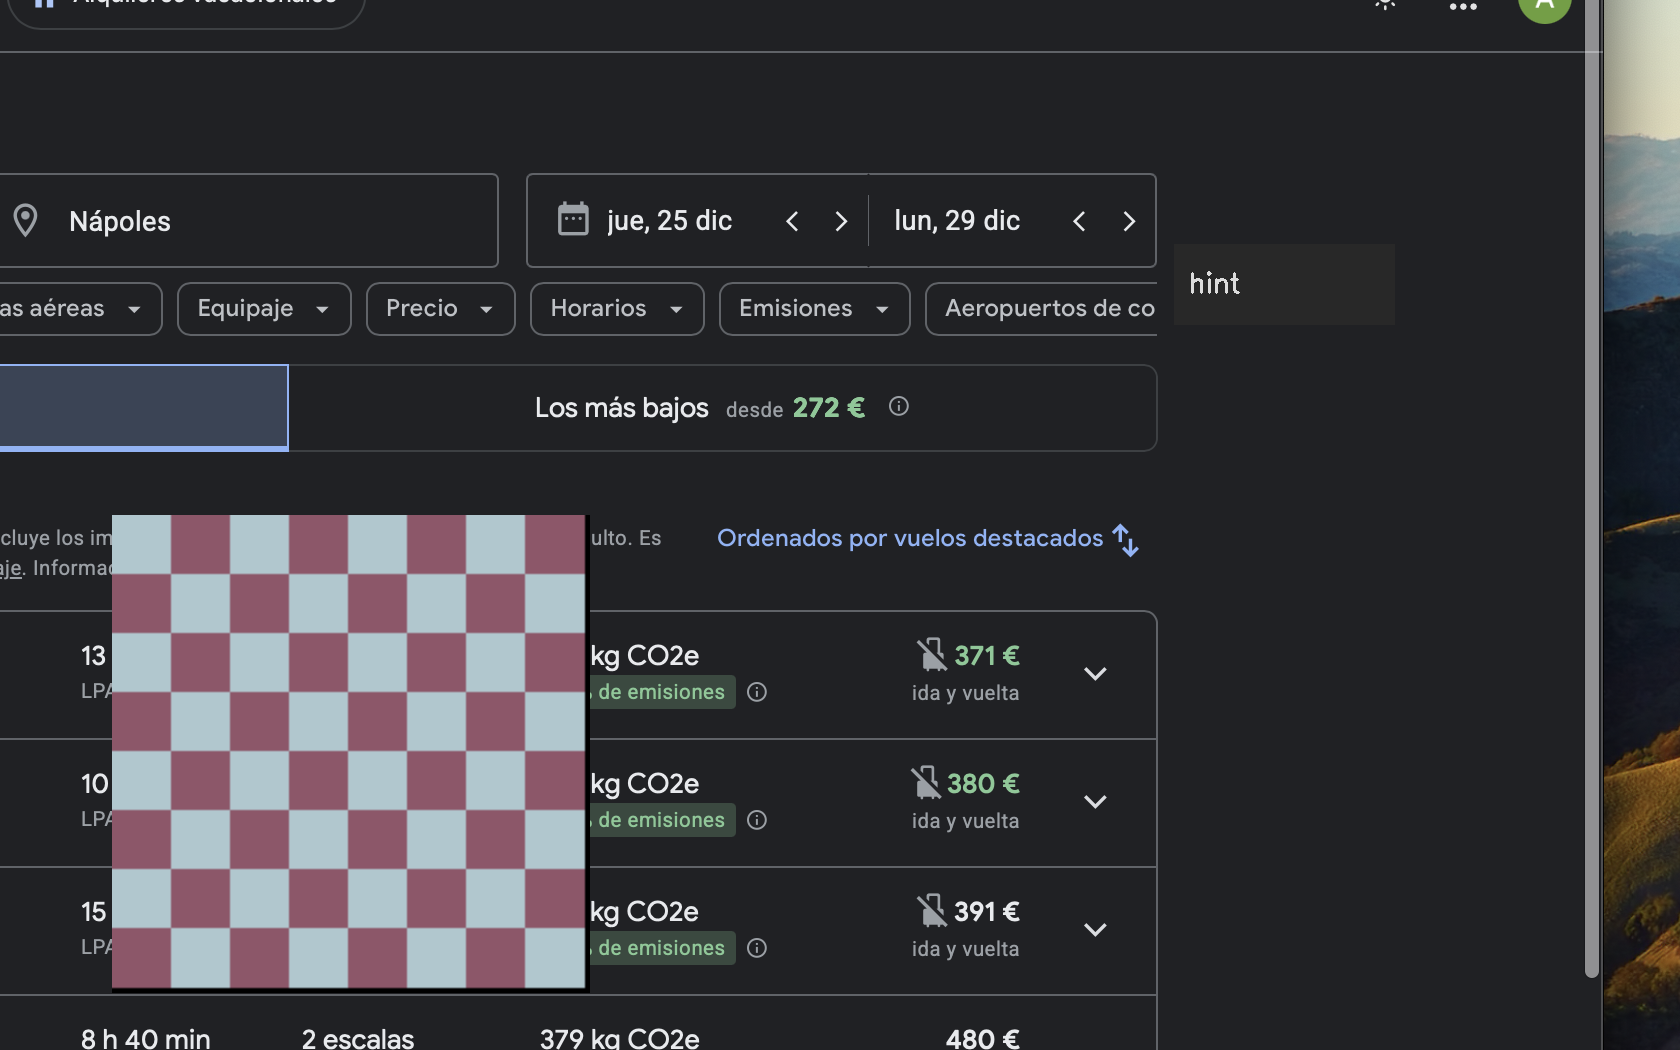 Alquileres vacacionales
A
Nápoles
jue, 25 dic
lun, 29 dic
hint
as aéreas
Equipaje
Precio
Horarios
Emisiones
Aeropuertos de co
Los más bajos desde 272 €
cluye los im
ulto. Es
Ordenados por vuelos destacados
aje. Informac
13
kg CO2e
371 €
LPA
de emisiones
ida y vuelta
10
kg CO2e
380 €
LPA
de emisiones
ida y vuelta
15
kg CO2e
391 €
LPA
de emisiones
ida y vuelta
8 h 40 min
2 escalas
379 kg CO2e
480 €